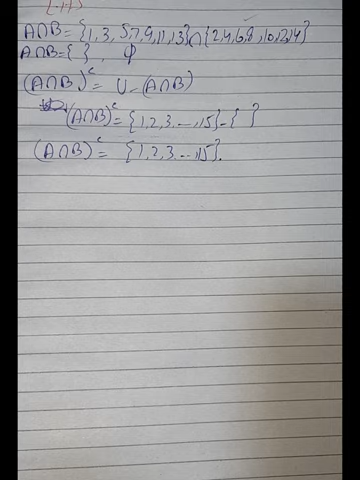 A∩B = {1, 3, 5, 7, 9, 11, 13} ∩ {2, 4, 6, 8, 10, 12, 14}
A∩B = { } , φ
(A∩B)ᶜ = U - (A∩B)
(A∩B)ᶜ = {1, 2, 3 ..., 15} - { }
(A∩B)ᶜ = {1, 2, 3 ..., 15}.